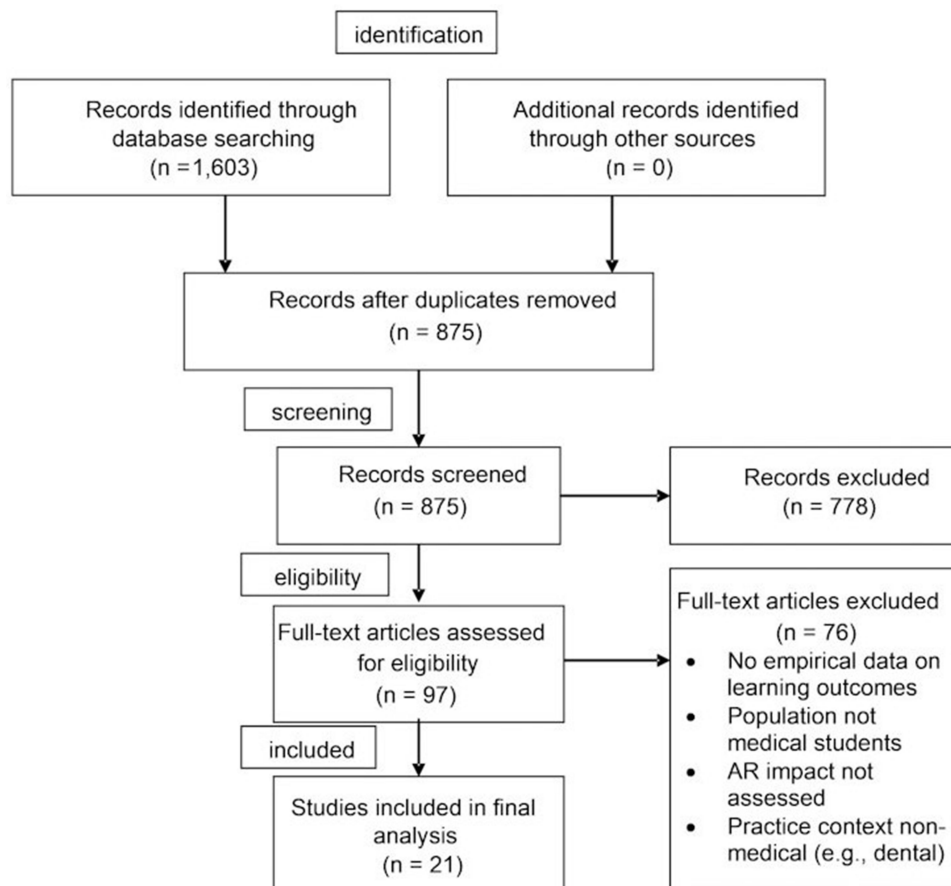 identification
Records identified through
database searching
(n =1,603)
Additional records identified
through other sources
(n = 0)
Records after duplicates removed
(n = 875)
screening
Records screened
(n = 875)
Records excluded
(n = 778)
eligibility
Full-text articles assessed
for eligibility
(n = 97)
Full-text articles excluded
(n = 76)
• No empirical data on
learning outcomes
• Population not
medical students
• AR impact not
assessed
• Practice context non-
medical (e.g., dental)
included
Studies included in final
analysis
(n = 21)